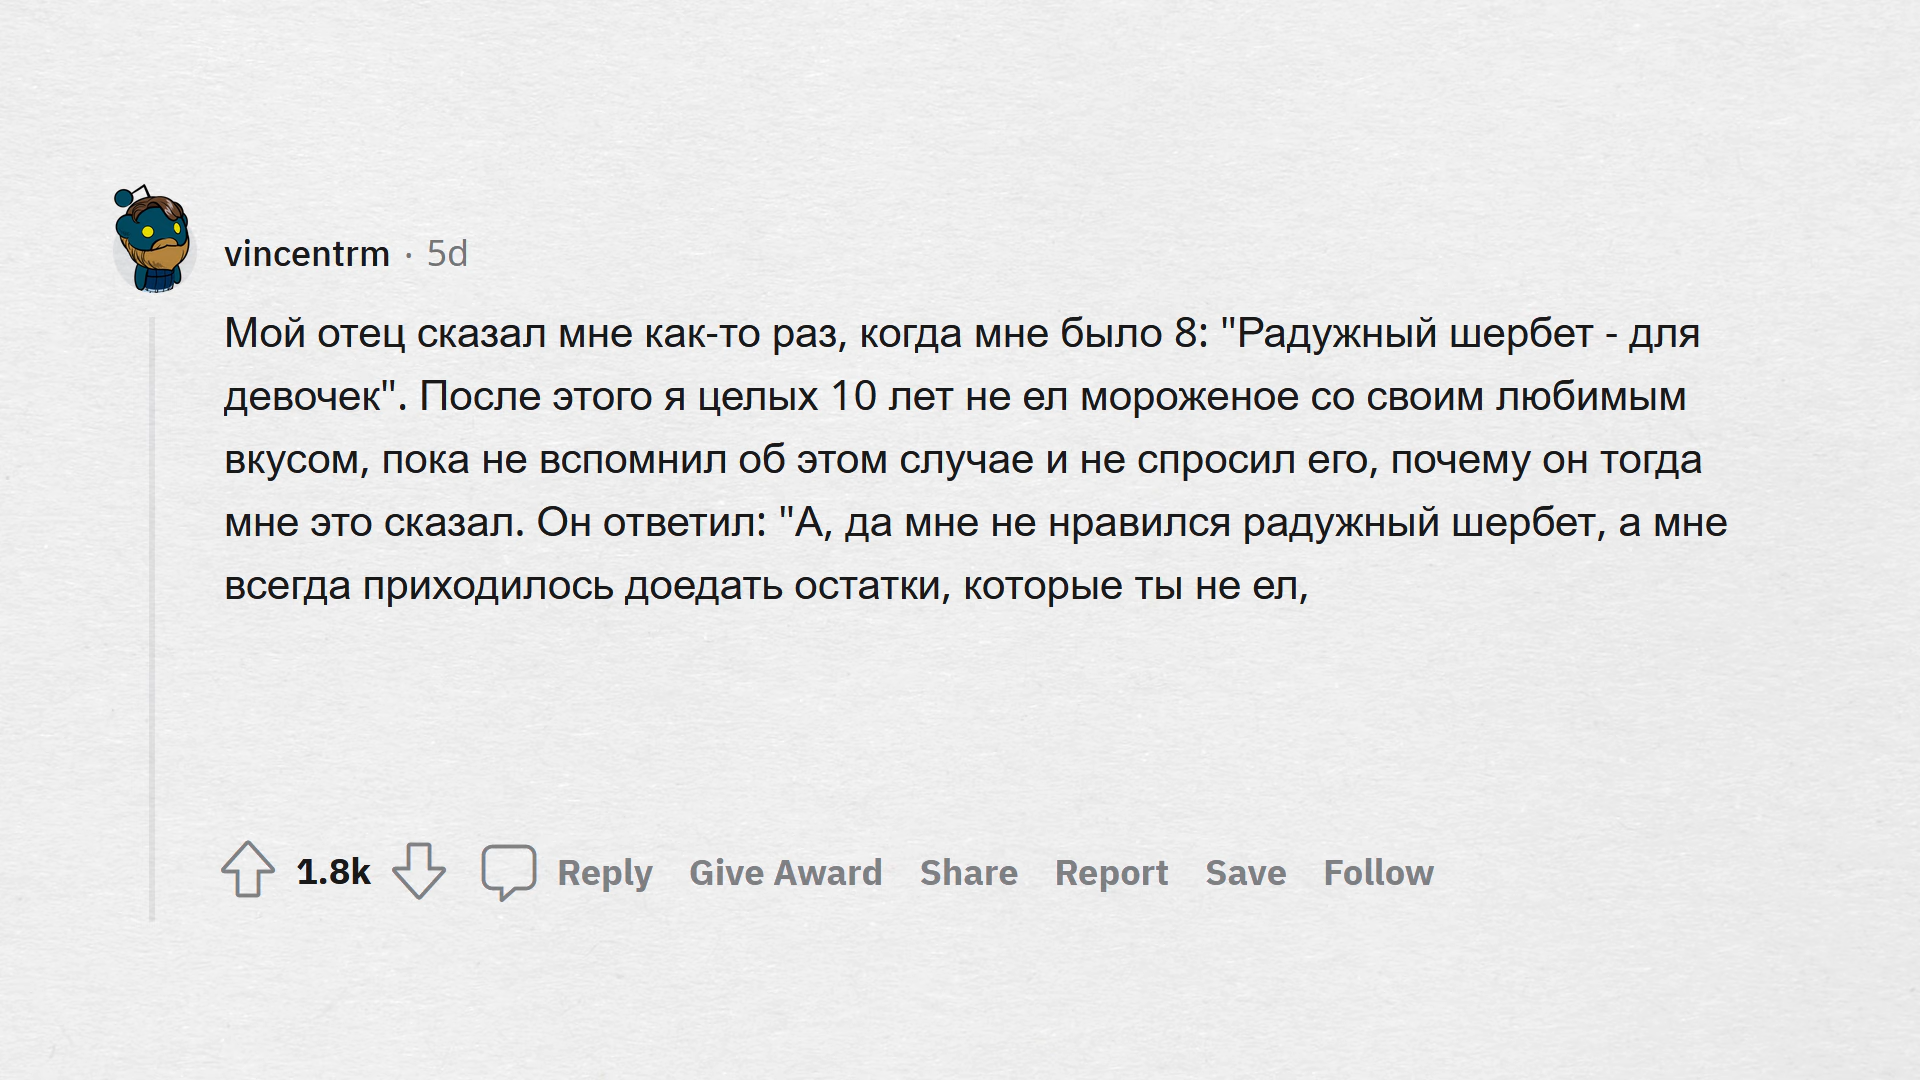 vincentrm · 5d
Мой отец сказал мне как-то раз, когда мне было 8: "Радужный шербет - для
девочек". После этого я целых 10 лет не ел мороженое со своим любимым
вкусом, пока не вспомнил об этом случае и не спросил его, почему он тогда
мне это сказал. Он ответил: "А, да мне не нравился радужный шербет, а мне
всегда приходилось доедать остатки, которые ты не ел,
1.8k Reply Give Award Share Report Save Follow